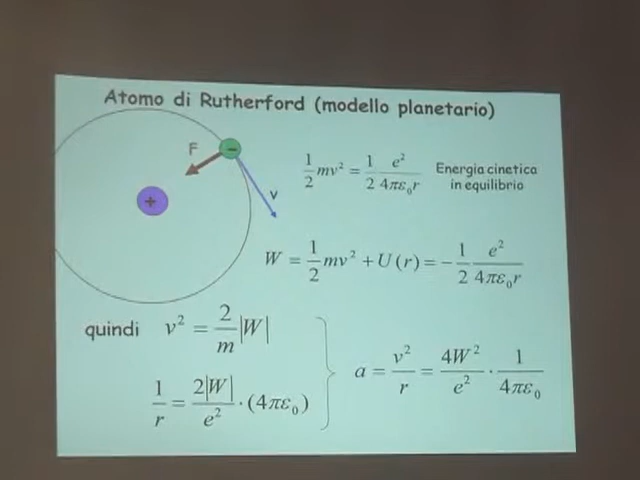 Atomo di Rutherford (modello planetario)
F
−
+
v
1/2 mv² = 1/2 e²/4πε₀r
Energia cinetica
in equilibrio
W = 1/2 mv² + U(r) = − 1/2 e²/4πε₀r
quindi v² = 2/m |W|
1/r = 2|W|/e² · (4πε₀)
a = v²/r = 4W²/e² · 1/4πε₀